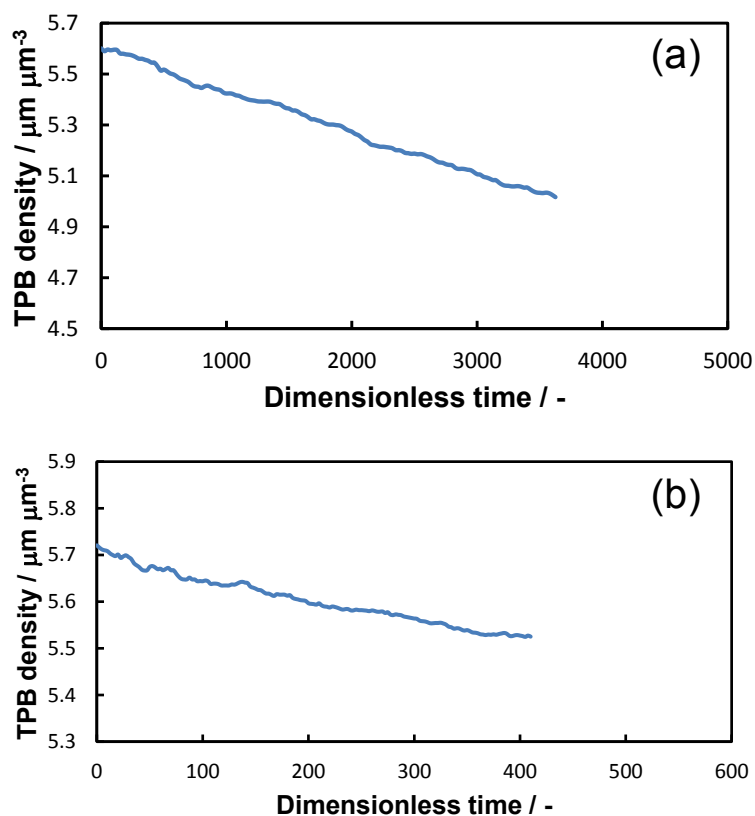 (a)
TPB density / μm μm⁻³
5.7
5.5
5.3
5.1
4.9
4.7
4.5
0 1000 2000 3000 4000 5000
Dimensionless time / -
(b)
TPB density / μm μm⁻³
5.9
5.8
5.7
5.6
5.5
5.4
5.3
0 100 200 300 400 500 600
Dimensionless time / -